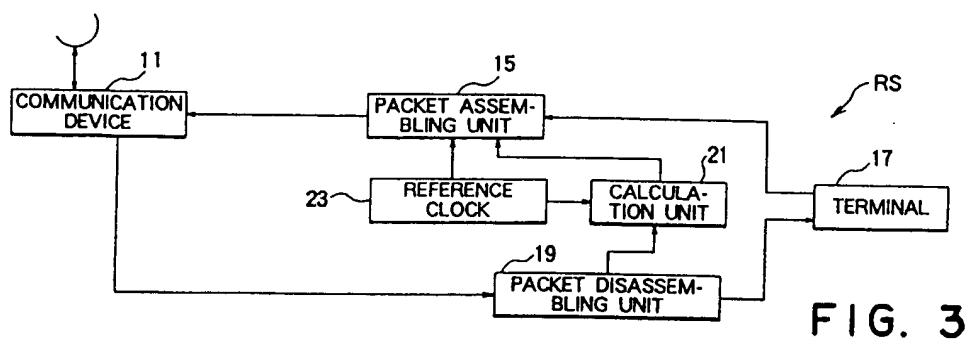 11
COMMUNICATION
DEVICE
15
PACKET ASSEM-
BLING UNIT
RS
23
REFERENCE
CLOCK
21
CALCULA-
TION UNIT
17
TERMINAL
19
PACKET DISASSEM-
BLING UNIT
FIG. 3